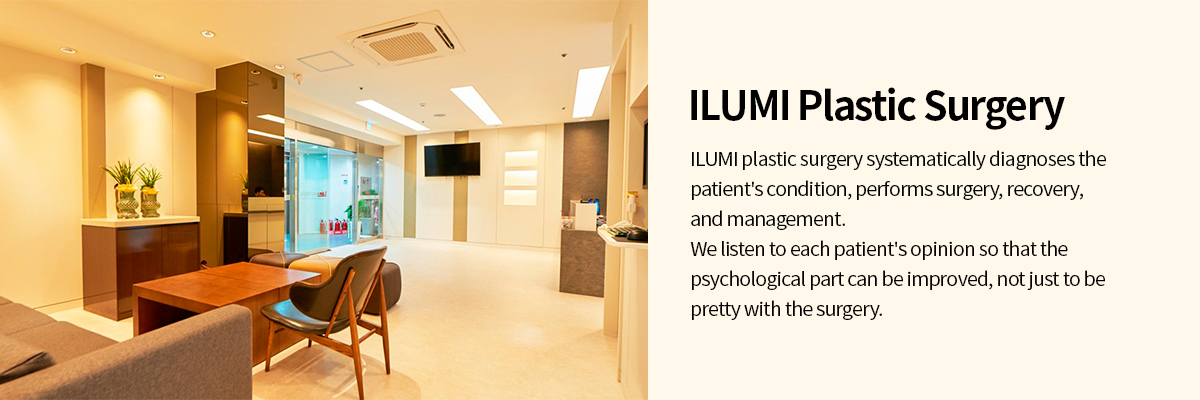 ILUMI Plastic Surgery
ILUMI plastic surgery systematically diagnoses the
patient's condition, performs surgery, recovery,
and management.
We listen to each patient's opinion so that the
psychological part can be improved, not just to be
pretty with the surgery.